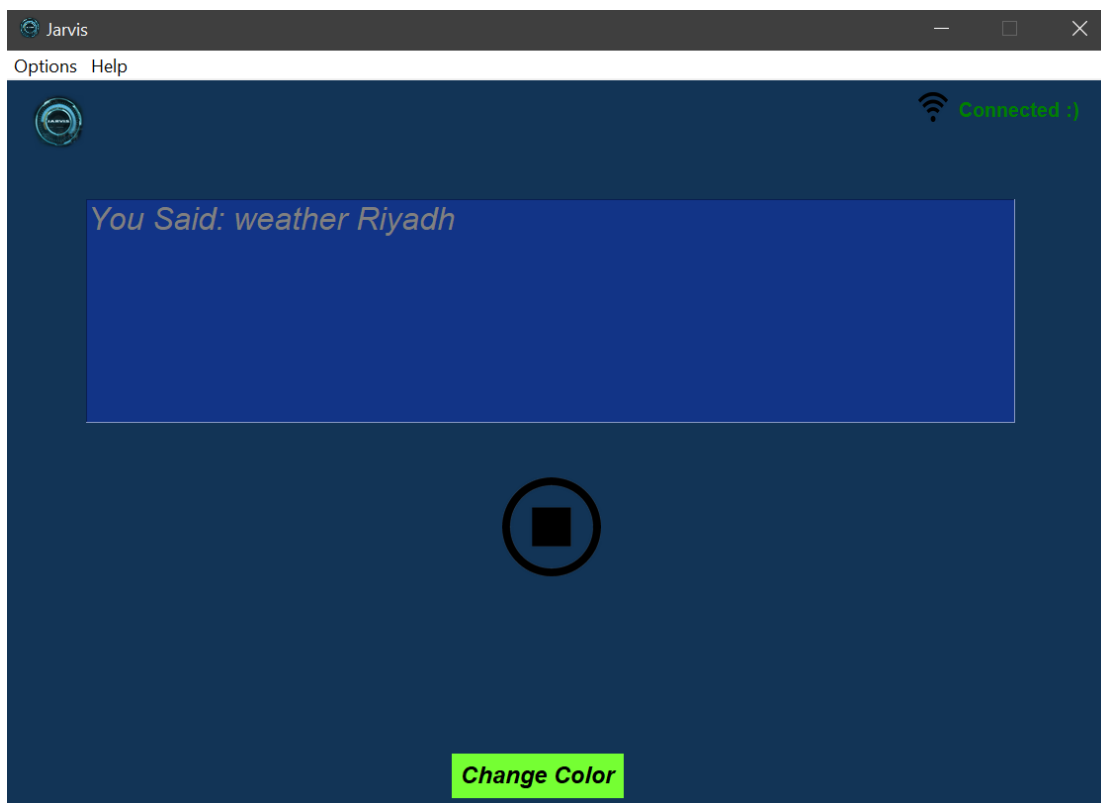 Jarvis
Options Help
Connected :)
You Said: weather Riyadh
Change Color